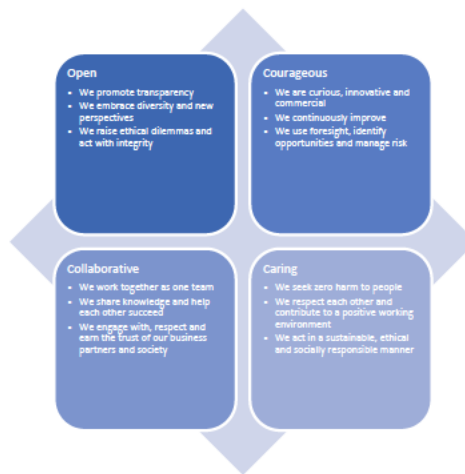 Open
• We promote transparency
• We embrace diversity and new
perspectives
• We raise ethical dilemmas and
act with integrity
Courageous
• We are curious, innovative and
commercial
• We continuously improve
• We use foresight, identify
opportunities and manage risk
Collaborative
• We work together as one team
• We share knowledge and help
each other succeed
• We engage with, respect and
earn the trust of our business
partners and society
Caring
• We seek zero harm to people
• We respect each other and
contribute to a positive working
environment
• We act in a sustainable, ethical
and socially responsible manner